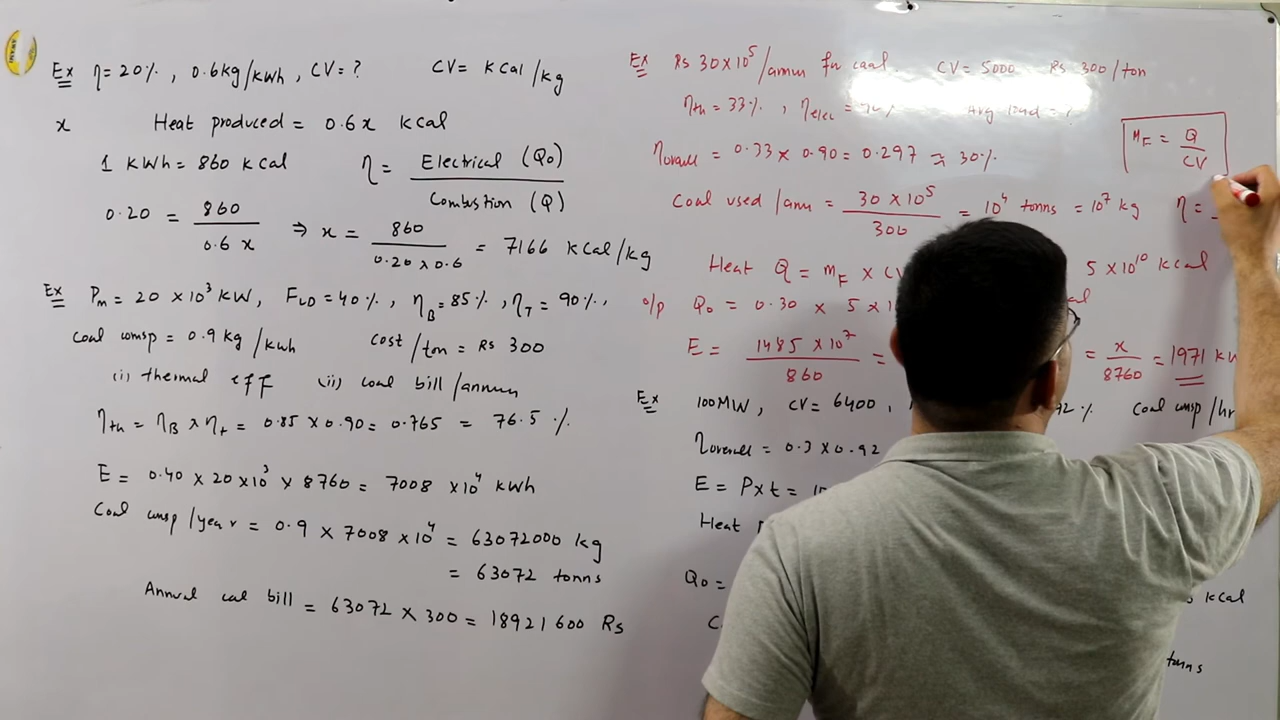 Ex η = 20%, 0.6kg/kWh, CV = ? CV = KCal/kg
x Heat produced = 0.6x KCal
1 KWh = 860 kCal η = Electrical (Q₀) / Combustion (Q)
0.20 = 860 / 0.6 x ⇒ x = 860 / 0.20 x 0.6 = 7166 KCal/kg
Ex Pm = 20 × 10³ KW, FLD = 40%, ηB = 85%, ηT = 90%,
Coal consp = 0.9 kg/kWh cost/ton = Rs 300
(i) thermal eff (ii) coal bill/annum
ηth = ηB x ηt = 0.85 x 0.90 = 0.765 = 76.5 %.
E = 0.40 × 20 × 10³ × 8760 = 7008 × 10⁴ kWh
Coal consp/year = 0.9 × 7008 × 10⁴ = 63072000 kg
= 63072 tonns
Annual coal bill = 63072 × 300 = 18921600 Rs
Ex Rs 30 × 10⁵/annum for coal. CV = 5000 Rs 300/ton
ηth = 33%, ηelec = Avg load = ?
MF = Q / CV
ηoverall = 0.33 x 0.90 = 0.297 ≈ 30%
Coal used/ann = 30 × 10⁵ / 300 = 10⁴ tonns = 10⁷ kg η =
Heat Q = MF × CV 5 × 10¹⁰ kCal
o/p Q₀ = 0.30 × 5 × 1
E = 1485 × 10⁷ / 860 = = x / 8760 = 1971 kW
Ex 100MW, CV = 6400, 92% Coal consp/hr
ηoverall = 0.3 x 0.92
E = P x t =
Heat
Q₀ = kCal
tonns